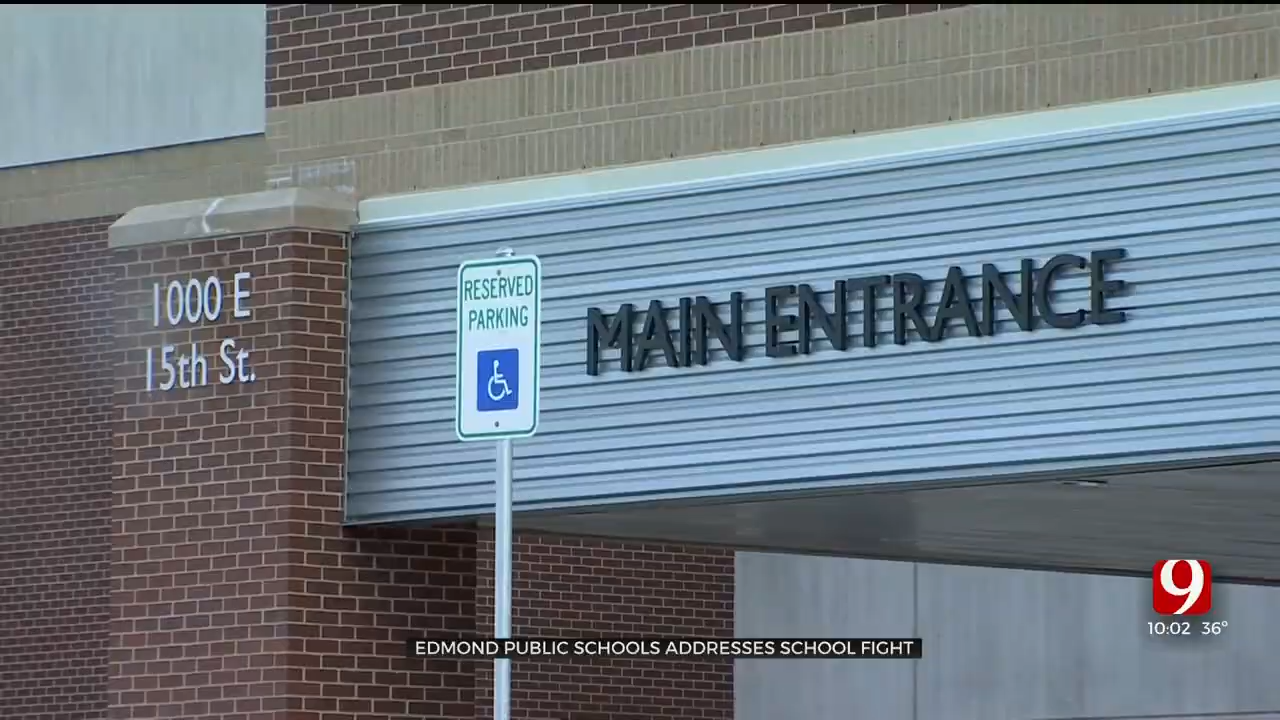 1000 E
15th St.
RESERVED
PARKING
MAIN ENTRANCE
9
10:02 36°
EDMOND PUBLIC SCHOOLS ADDRESSES SCHOOL FIGHT